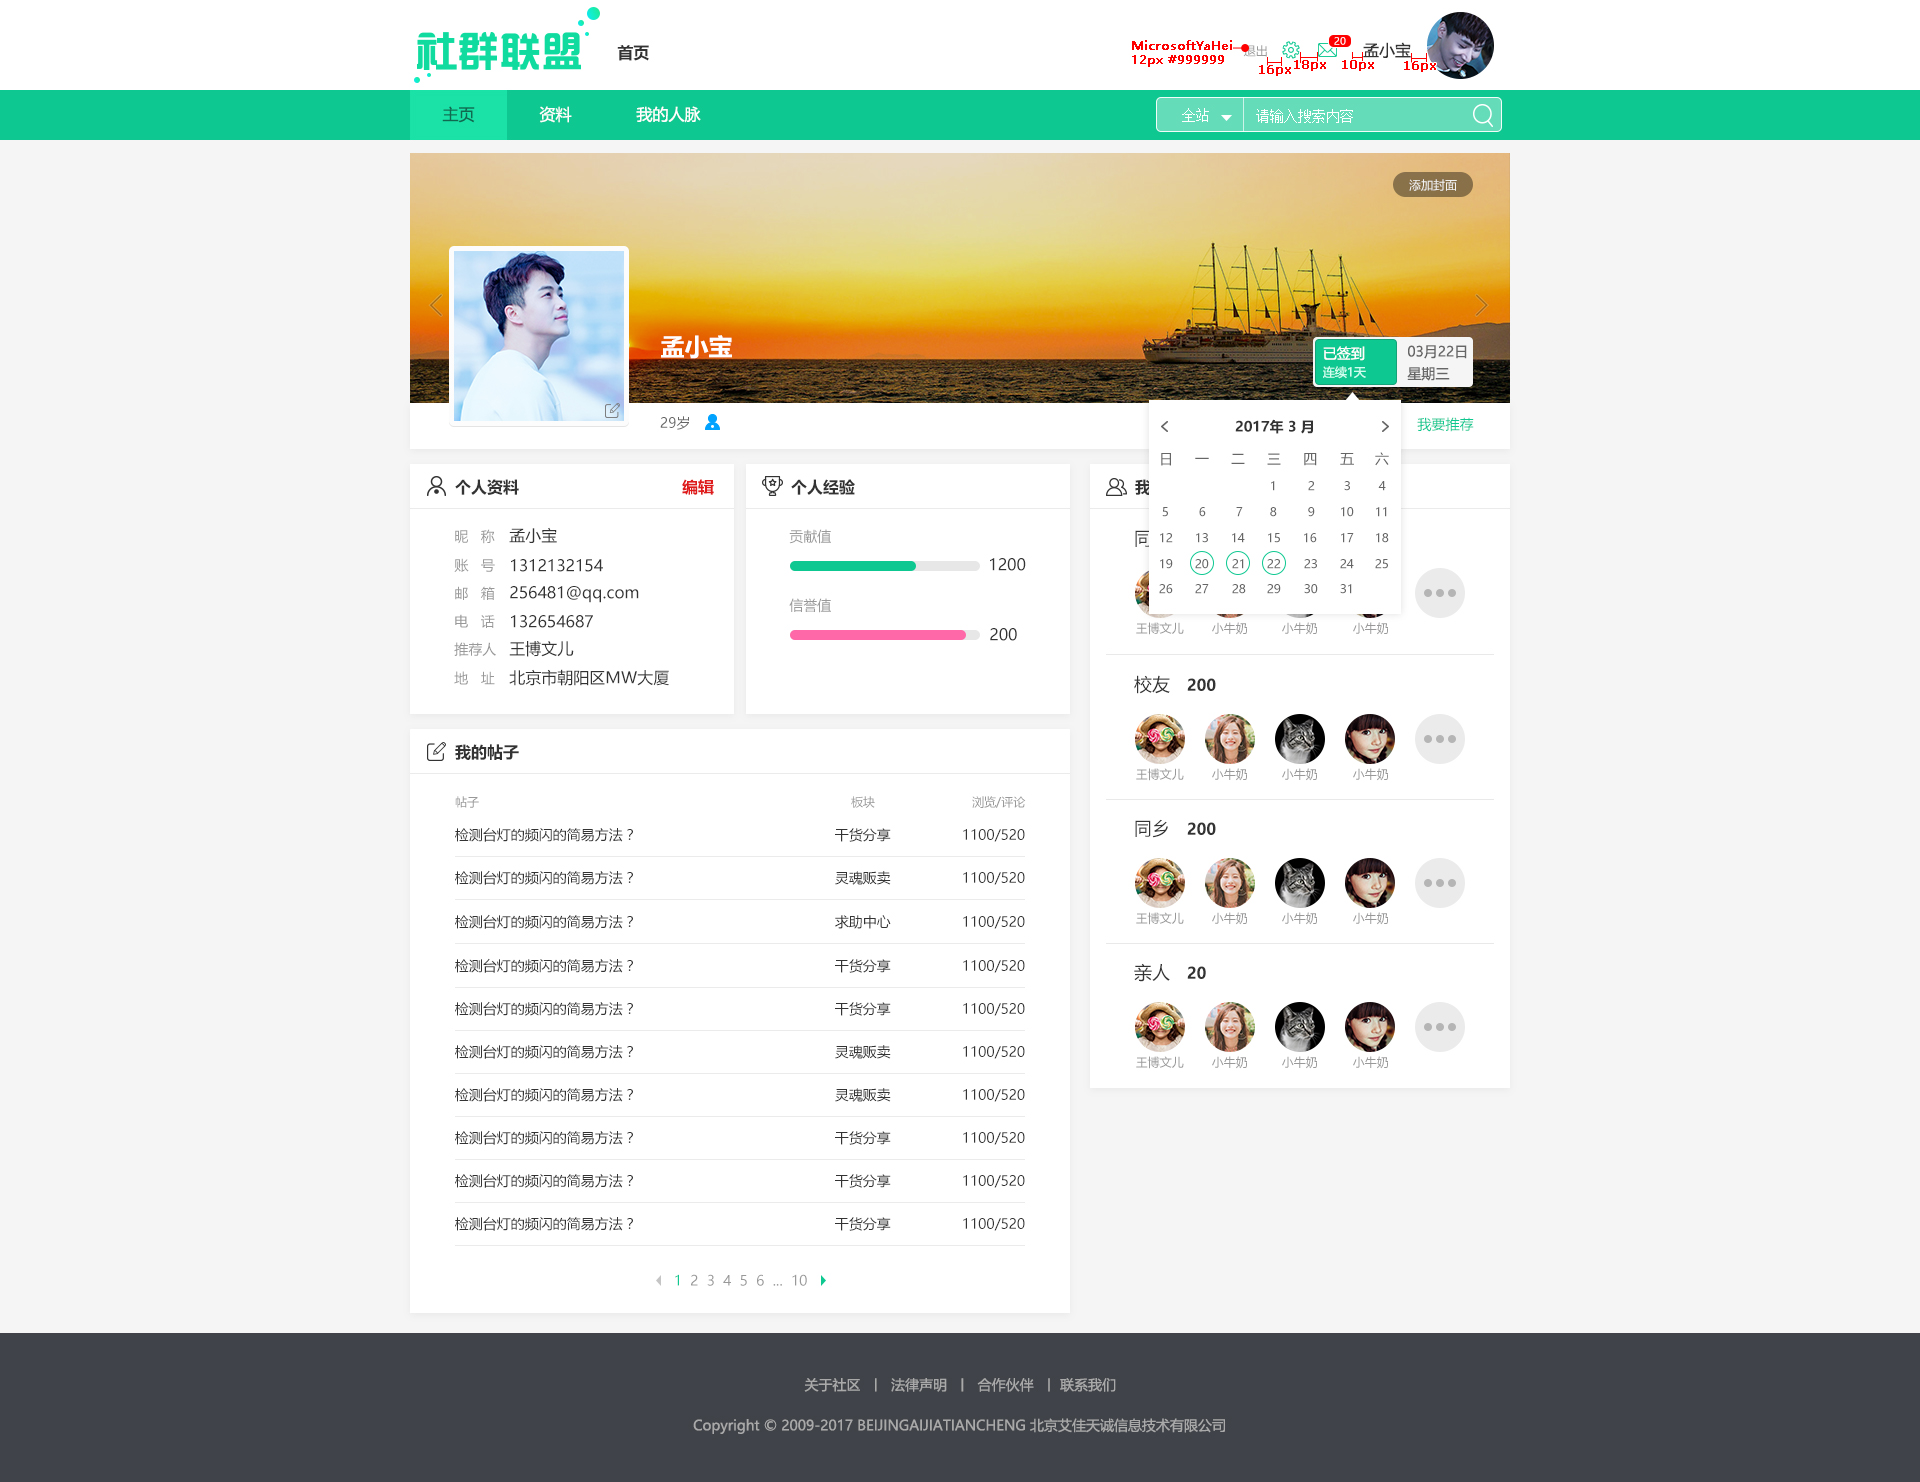 社群联盟
首页
MicrosoftYaHei
12px #999999
退出
20
孟小宝
16px
18px
10px
16px
主页
资料
我的人脉
全站
请输入搜索内容
添加封面
孟小宝
已签到
连续1天
03月22日
星期三
29岁
我要推荐
2017年 3 月
日 一 二 三 四 五 六
1 2 3 4
5 6 7 8 9 10 11
12 13 14 15 16 17 18
19 20 21 22 23 24 25
26 27 28 29 30 31
个人资料
编辑
昵 称 孟小宝
账 号 1312132154
邮 箱 256481@qq.com
电 话 132654687
推荐人 王博文儿
地 址 北京市朝阳区MW大厦
个人经验
贡献值
1200
信誉值
200
我
同
王博文儿 小牛奶 小牛奶 小牛奶
校友 200
王博文儿 小牛奶 小牛奶 小牛奶
同乡 200
王博文儿 小牛奶 小牛奶 小牛奶
亲人 20
王博文儿 小牛奶 小牛奶 小牛奶
我的帖子
帖子 板块 浏览/评论
检测台灯的频闪的简易方法？ 干货分享 1100/520
检测台灯的频闪的简易方法？ 灵魂贩卖 1100/520
检测台灯的频闪的简易方法？ 求助中心 1100/520
检测台灯的频闪的简易方法？ 干货分享 1100/520
检测台灯的频闪的简易方法？ 干货分享 1100/520
检测台灯的频闪的简易方法？ 灵魂贩卖 1100/520
检测台灯的频闪的简易方法？ 灵魂贩卖 1100/520
检测台灯的频闪的简易方法？ 干货分享 1100/520
检测台灯的频闪的简易方法？ 干货分享 1100/520
检测台灯的频闪的简易方法？ 干货分享 1100/520
1 2 3 4 5 6 ... 10
关于社区 | 法律声明 | 合作伙伴 | 联系我们
Copyright © 2009-2017 BEIJINGAIJIATIANCHENG 北京艾佳天诚信息技术有限公司